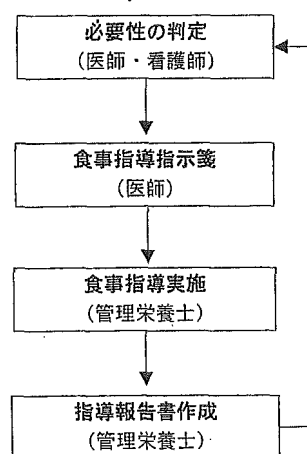 必要性の判定
(医師・看護師)
食事指導指示箋
(医師)
食事指導実施
(管理栄養士)
指導報告書作成
(管理栄養士)